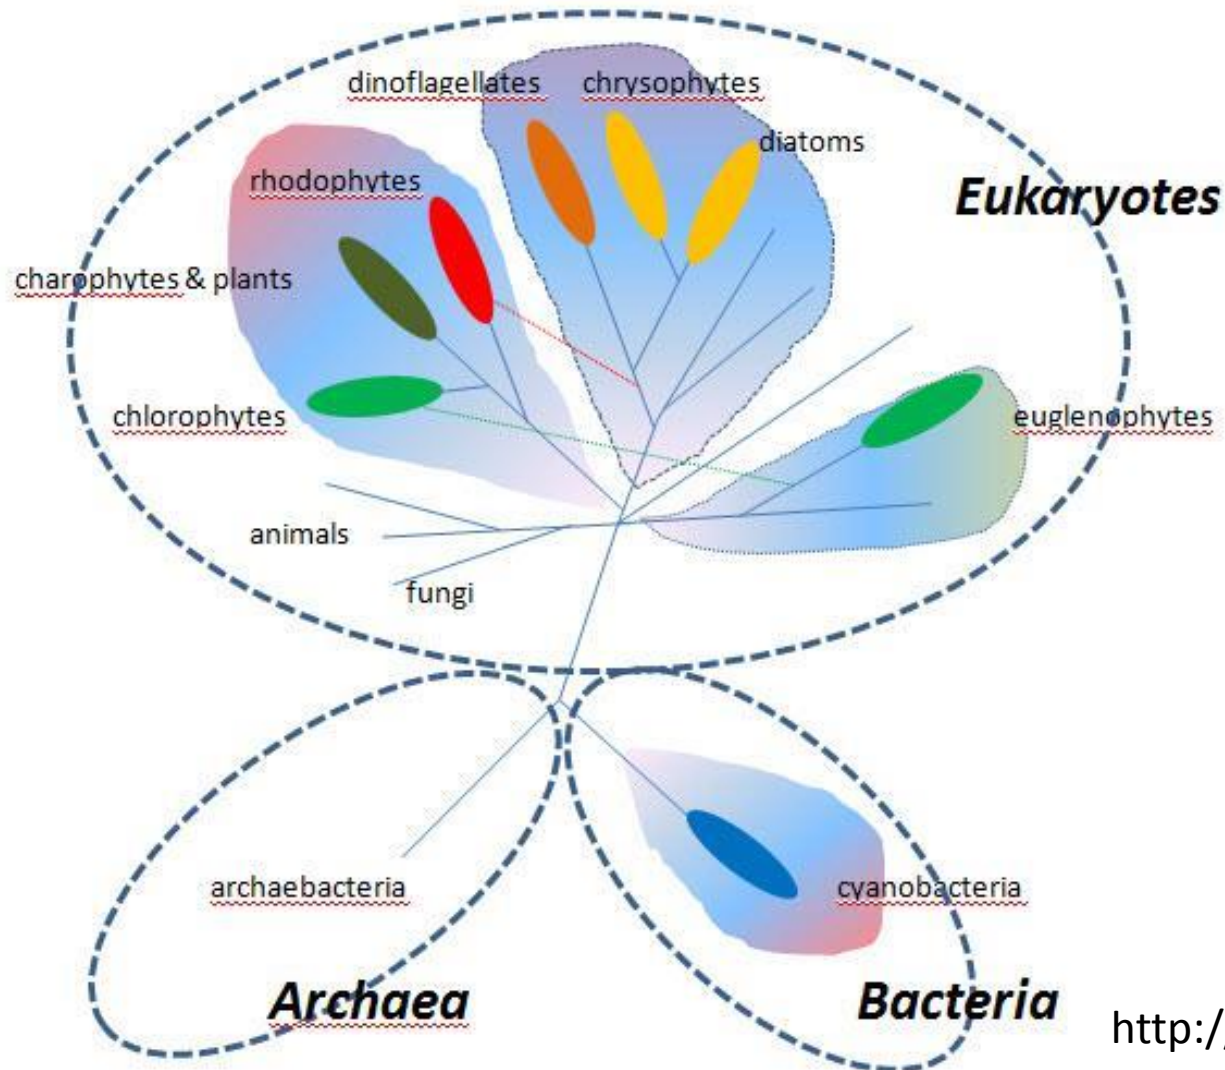 dinoflagellates chrysophytes
diatoms
rhodophytes
Eukaryotes
charophytes & plants
chlorophytes
euglenophytes
animals
fungi
archaebacteria
cyanobacteria
Archaea
Bacteria
http:/